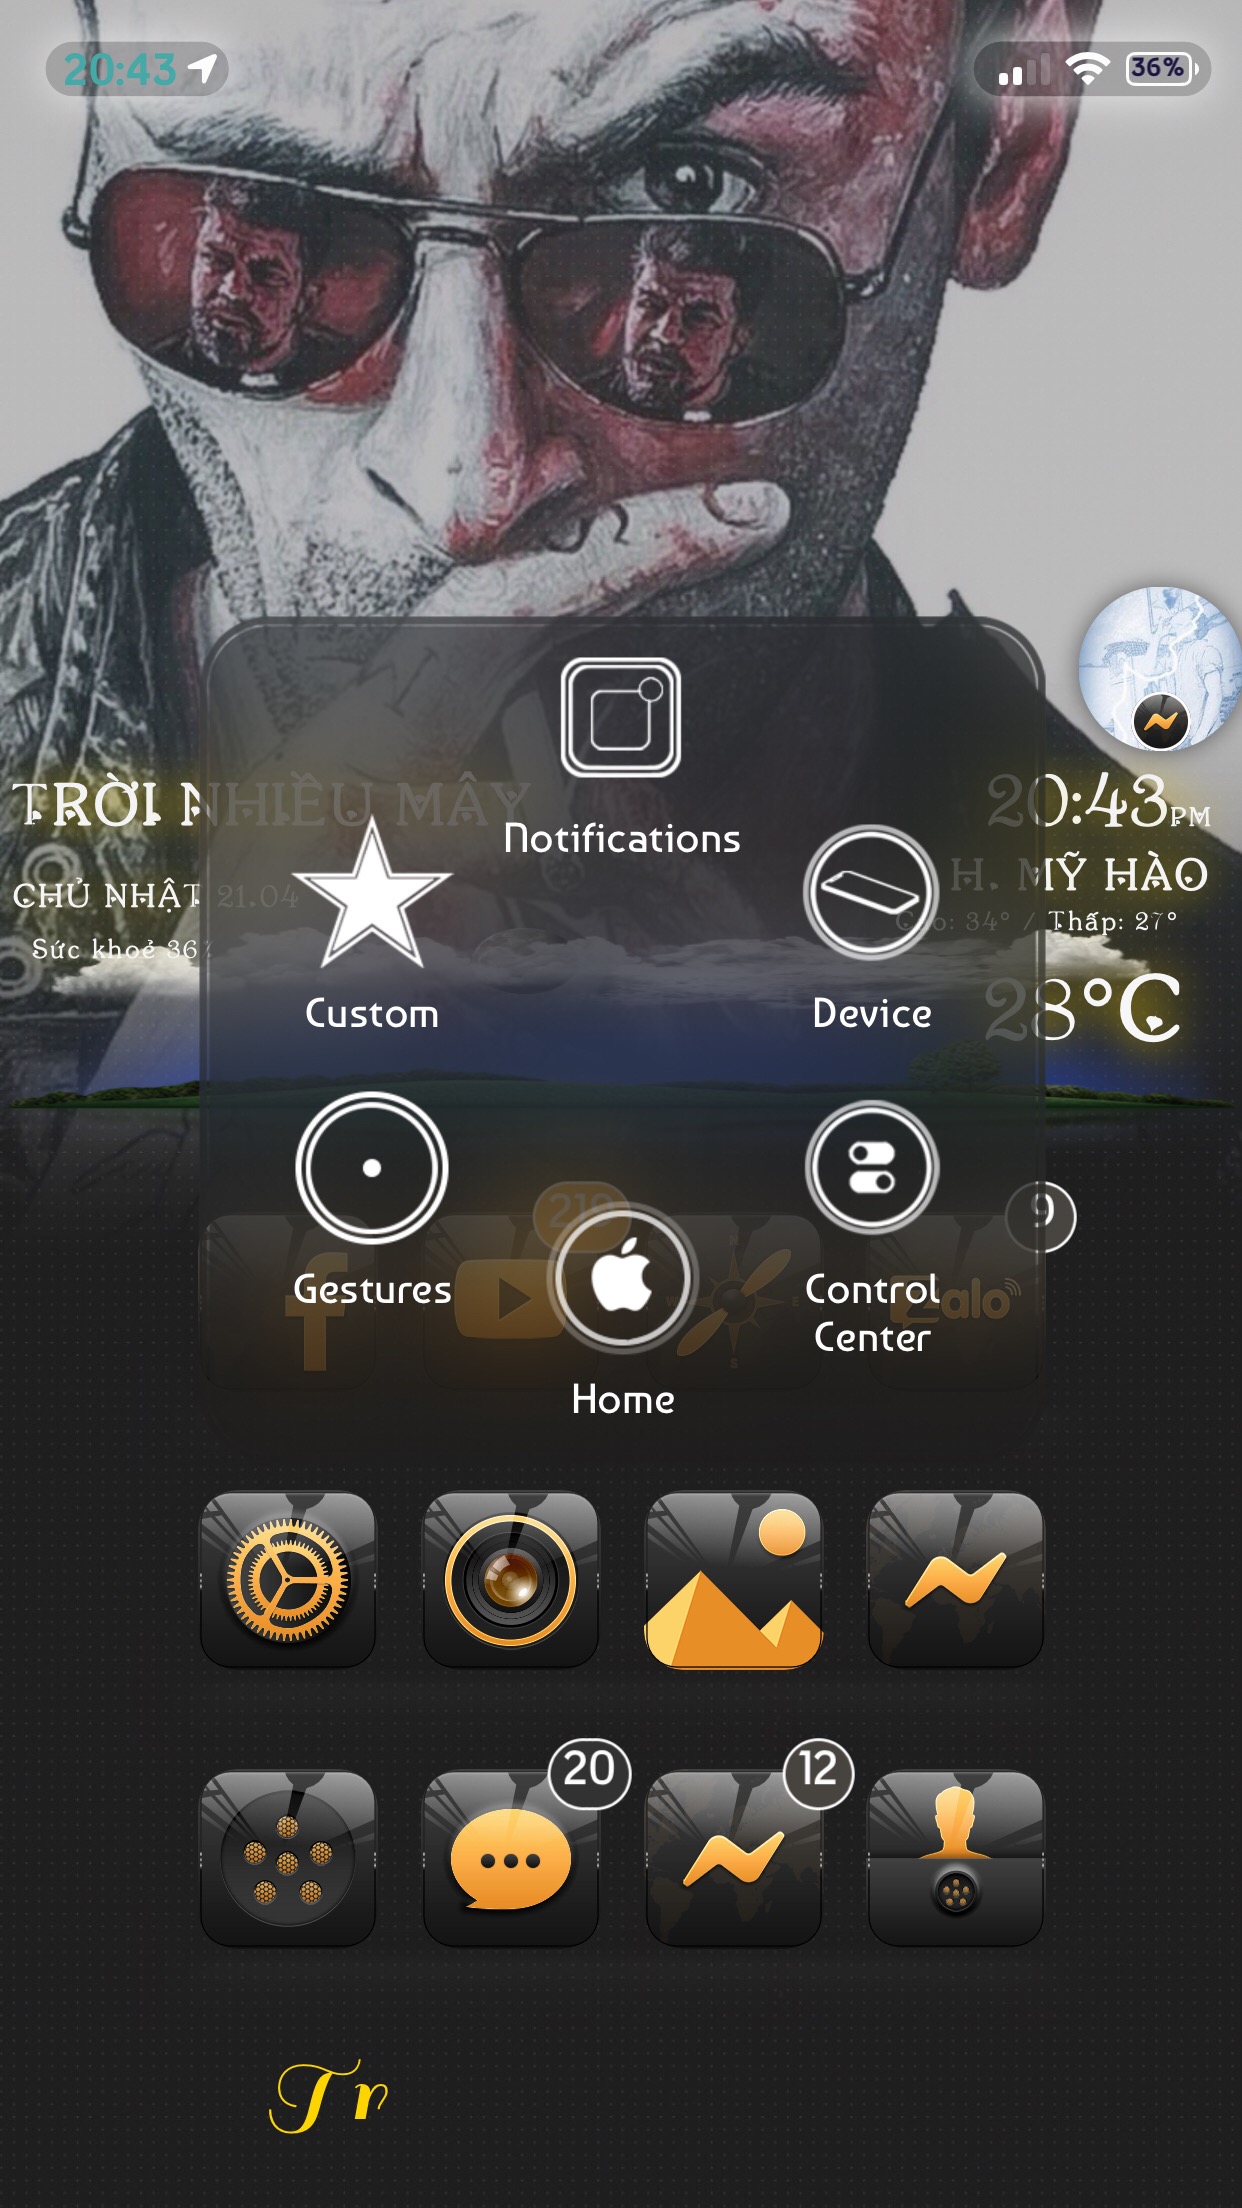 20:43
36%
Notifications
TRỜI NHIỀU MÂY
20:43PM
CHỦ NHẬT 21.04
H. MỸ HÀO
Sức khoẻ 36%
Cao: 34° / Thấp: 27°
28°C
Custom
Device
219
9
Gestures
Control
Center
Zalo
Home
20
12
Tr